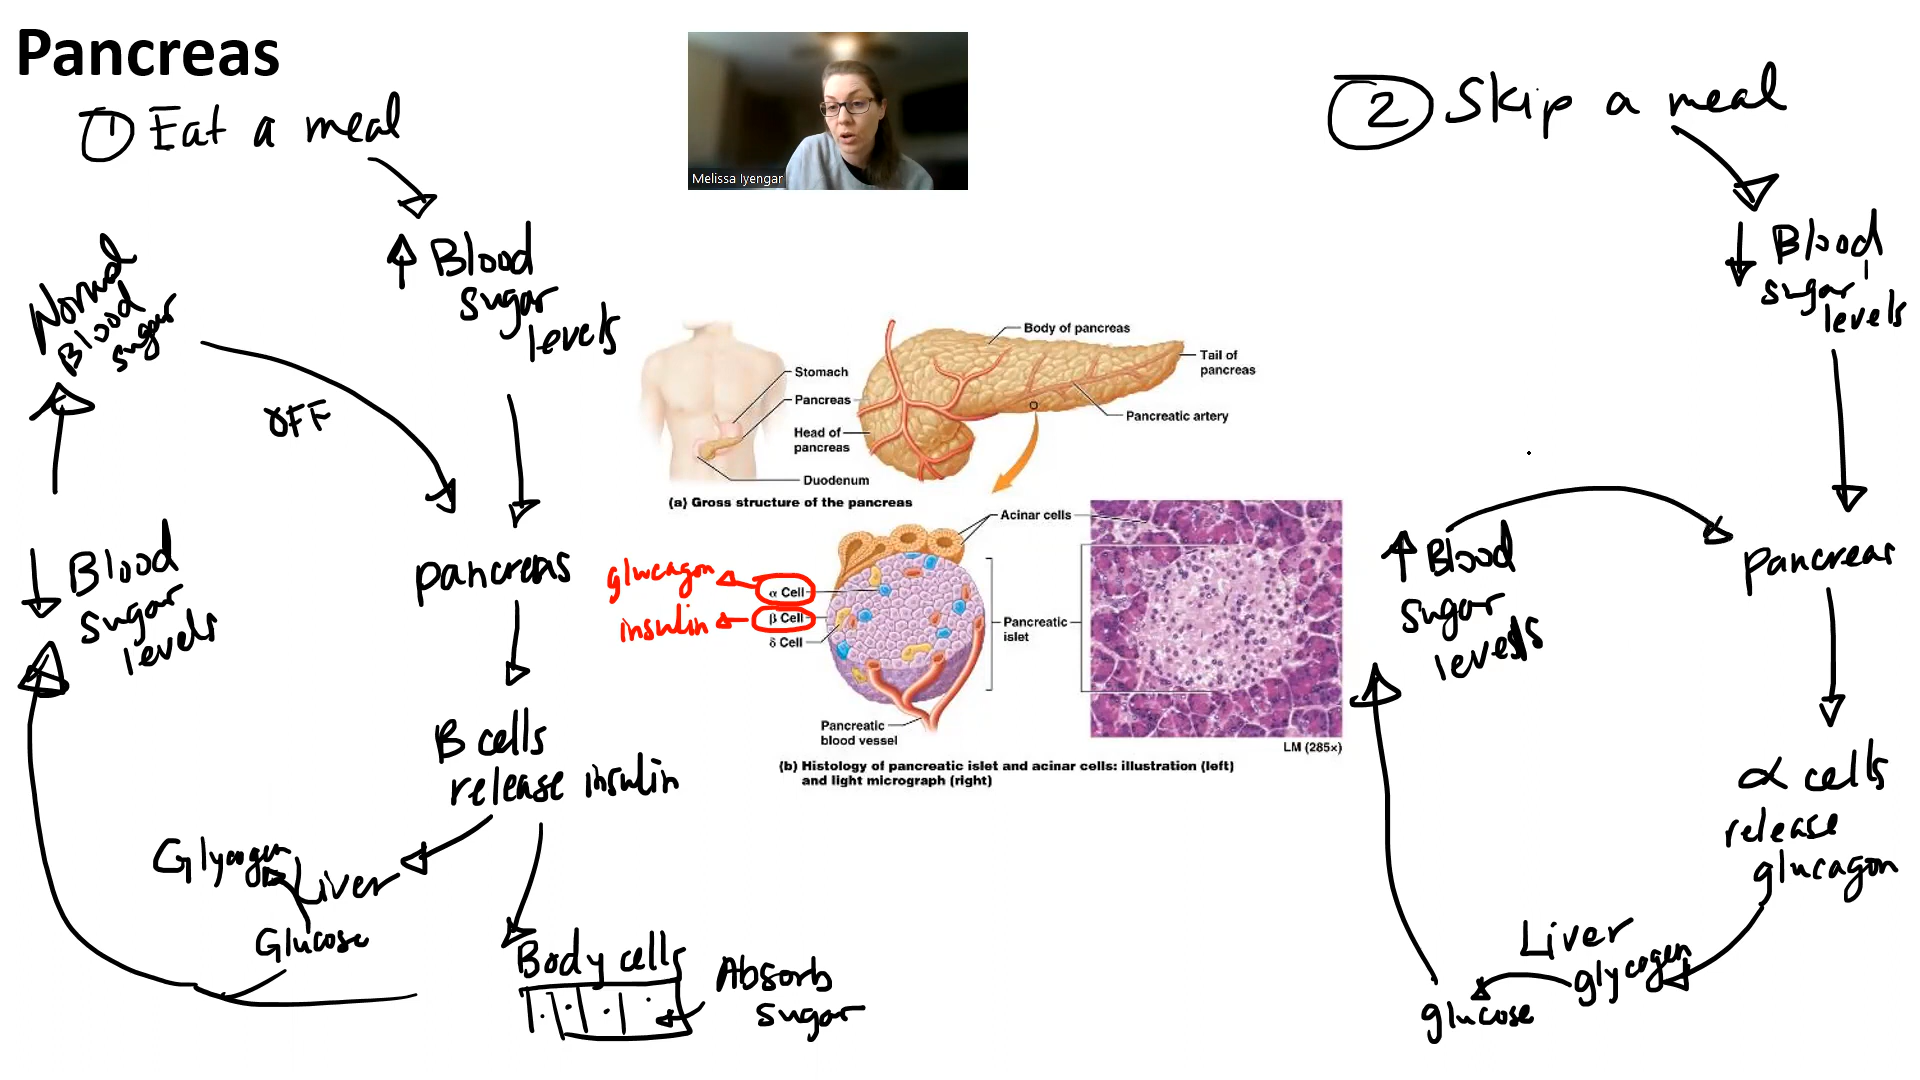 Pancreas
① Eat a meal
↑ Blood
sugar
levels
pancreas
B cells
release insulin
Liver
Glycogen
Glucose
Body cells
Absorb
sugar
↓ Blood
sugar
levels
Normal
Blood
sugar
OFF
Melissa Iyengar
Stomach
Pancreas
Head of
pancreas
Duodenum
Body of pancreas
Tail of
pancreas
Pancreatic artery
(a) Gross structure of the pancreas
Acinar cells
glucagon
α Cell
insulin
β Cell
δ Cell
Pancreatic
islet
Pancreatic
blood vessel
LM (285×)
(b) Histology of pancreatic islet and acinar cells: illustration (left)
and light micrograph (right)
② Skip a meal
↓ Blood
sugar
levels
pancreas
α cells
release
glucagon
Liver
glycogen
glucose
↑ Blood
sugar
levels